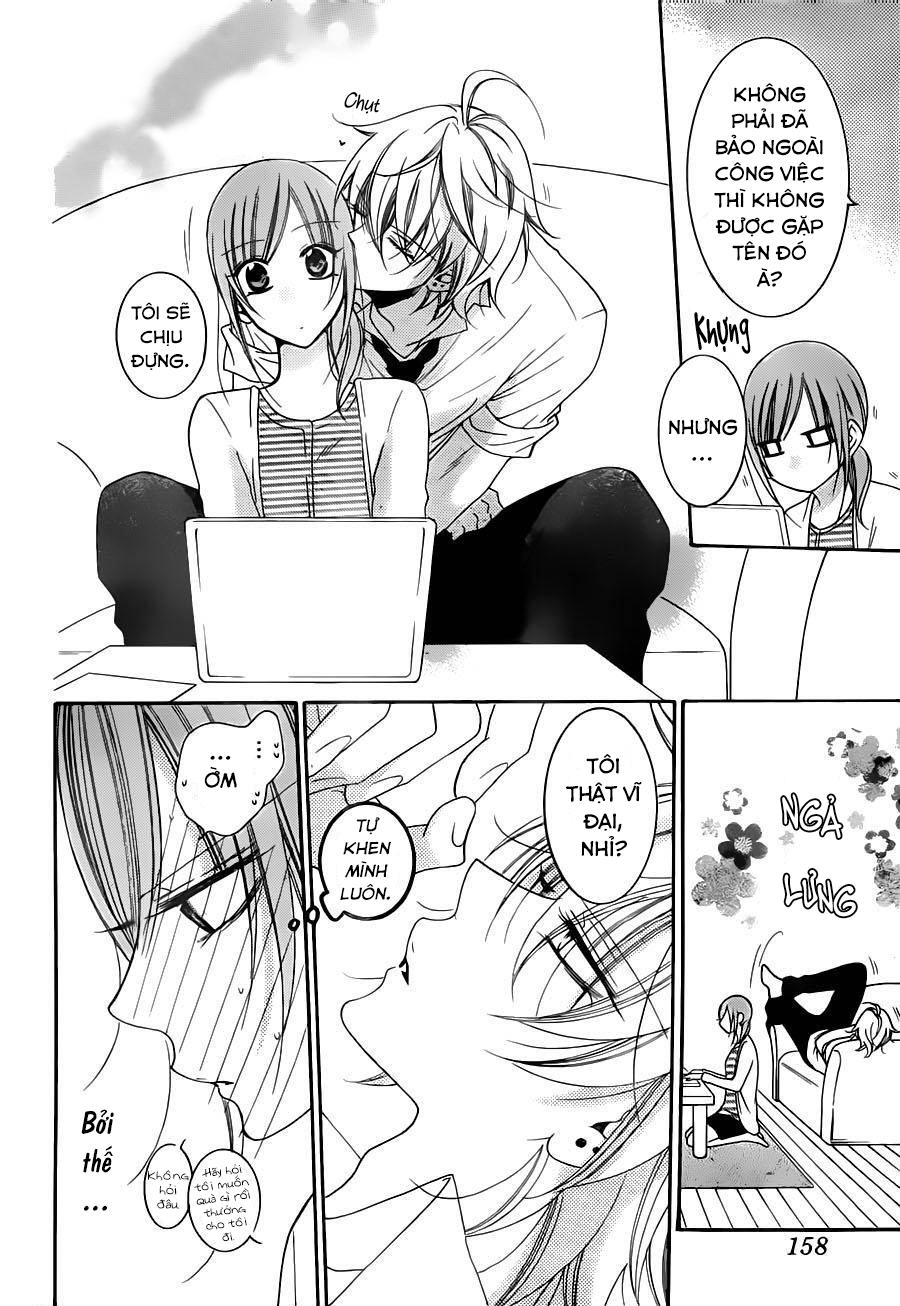 KHÔNG
PHẢI ĐÃ
BẢO NGOÀI
CÔNG VIỆC
THÌ KHÔNG
ĐƯỢC GẶP
TÊN ĐÓ
À?
Khựng
NHƯNG
...
Chụt
TÔI SẼ
CHỊU
ĐỰNG.
NGẢ
LƯNG
TÔI
THẬT VĨ
ĐẠI,
NHỈ?
TỰ
KHEN
MÌNH
LUÔN.
...
...
ỜM
Bởi
thế
...
Hãy hỏi
tôi muốn
quà gì rồi
thưởng
cho tôi
đi.
Không
hỏi
đâu
158